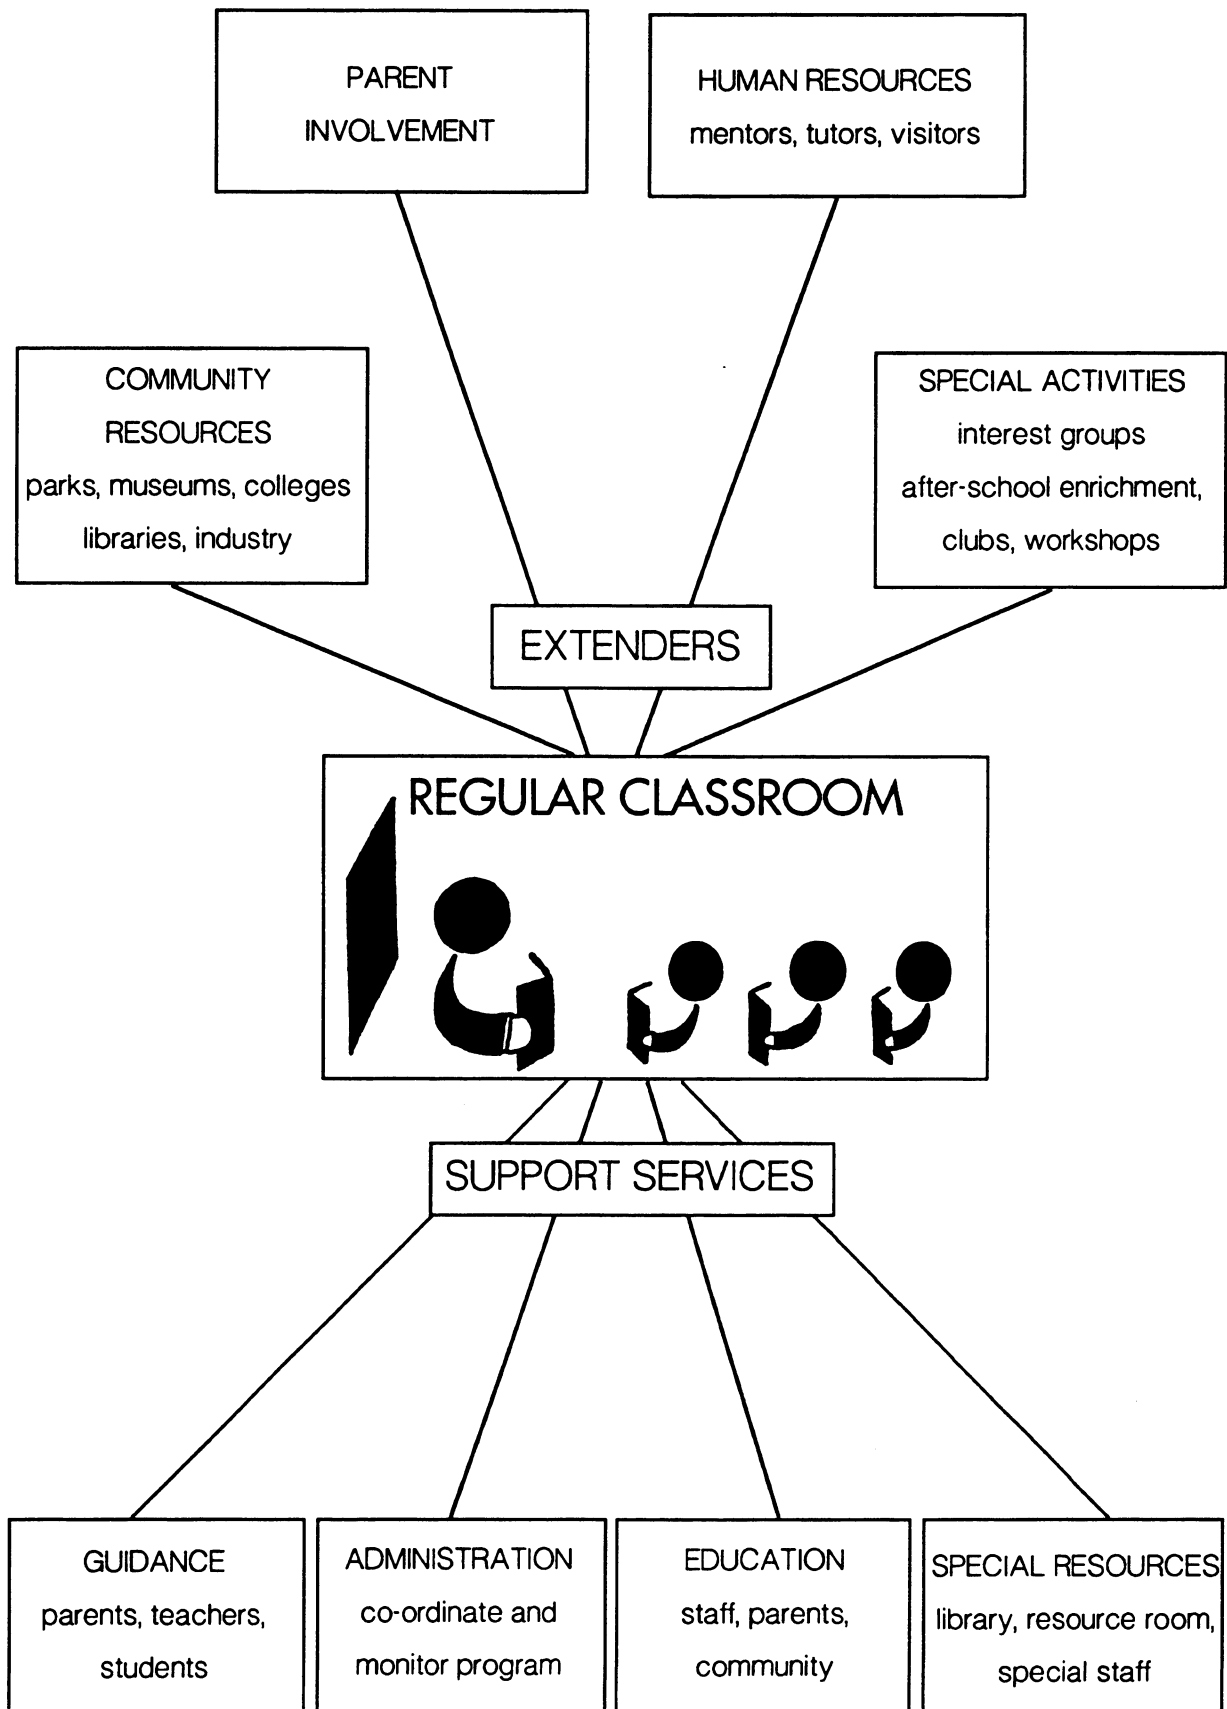 PARENT
INVOLVEMENT
HUMAN RESOURCES
mentors, tutors, visitors
COMMUNITY
RESOURCES
parks, museums, colleges
libraries, industry
SPECIAL ACTIVITIES
interest groups
after-school enrichment,
clubs, workshops
EXTENDERS
REGULAR CLASSROOM
SUPPORT SERVICES
GUIDANCE
parents, teachers,
students
ADMINISTRATION
co-ordinate and
monitor program
EDUCATION
staff, parents,
community
SPECIAL RESOURCES
library, resource room,
special staff